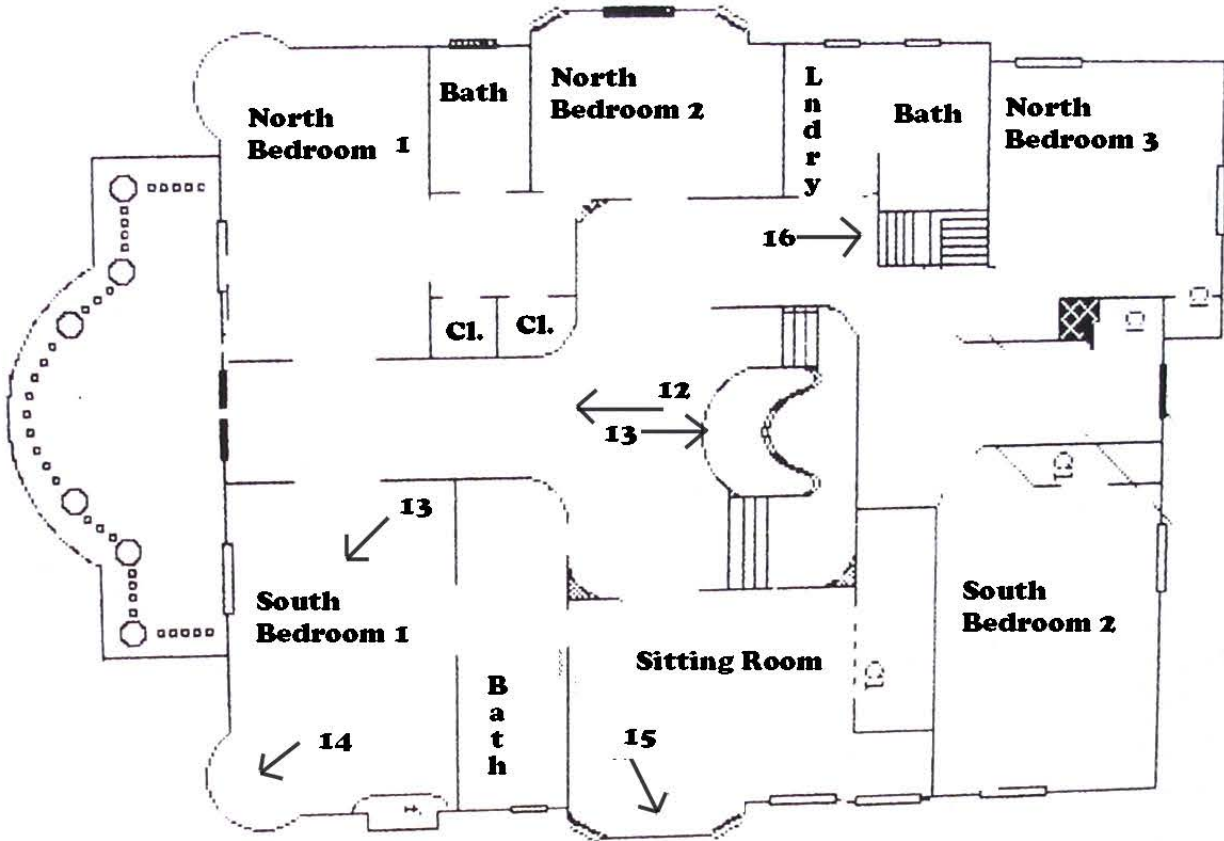 North
Bedroom 1
Bath
North
Bedroom 2
L
n
d
r
y
Bath
North
Bedroom 3
16
Cl.
Cl.
12
13
13
South
Bedroom 1
14
B
a
t
h
Sitting Room
15
South
Bedroom 2